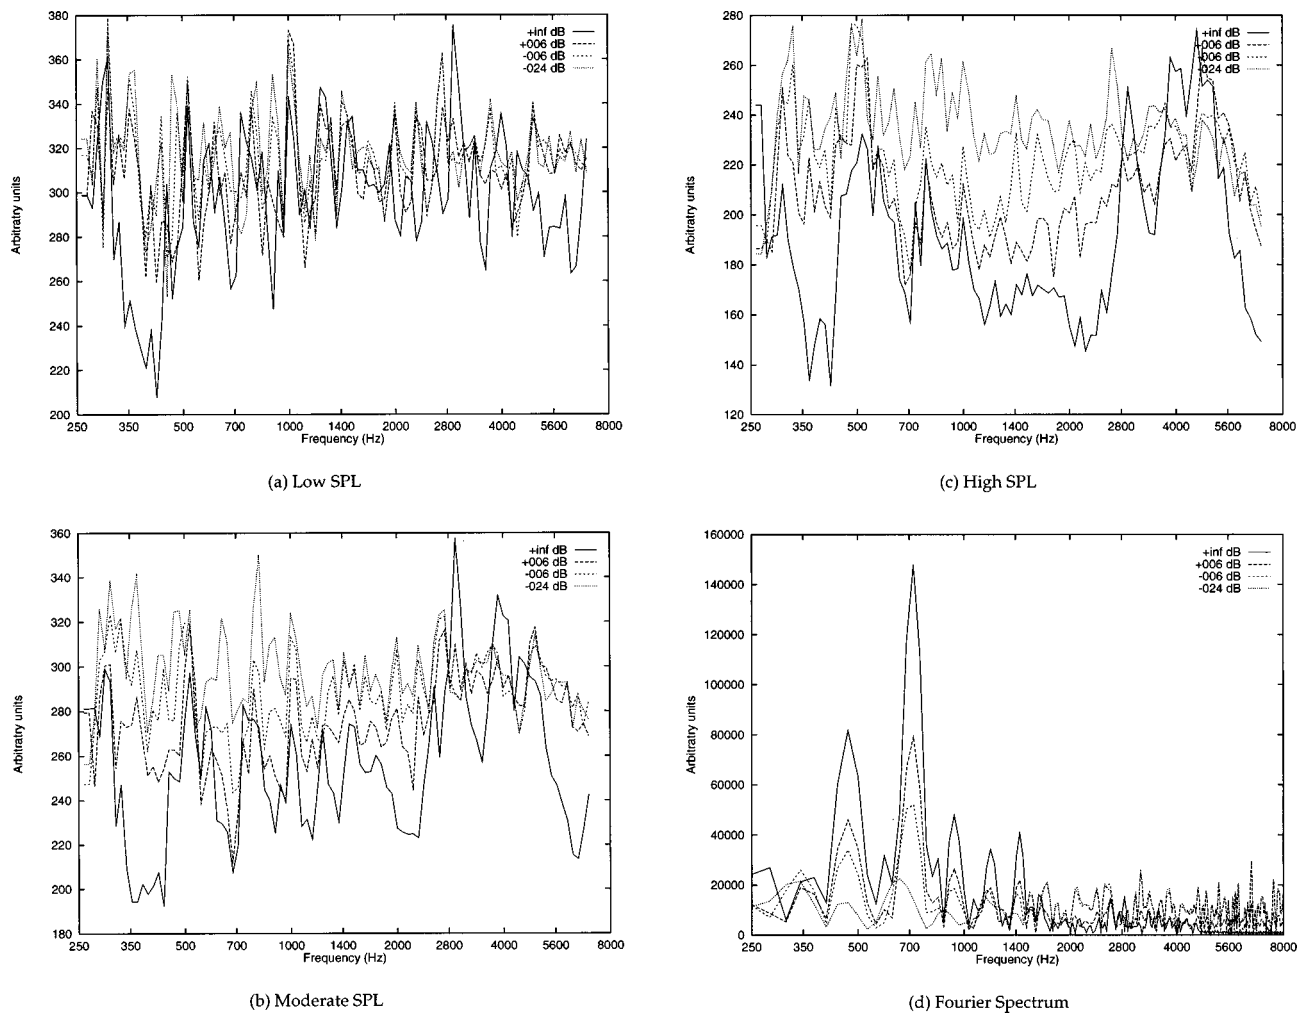 380
360
340
320
300
280
260
240
220
200
Arbitratry units
+inf dB
+006 dB
-006 dB
-024 dB
250 350 500 700 1000 1400 2000 2800 4000 5600 8000
Frequency (Hz)
(a) Low SPL
280
260
240
220
200
180
160
140
120
Arbitratry units
+inf dB
+006 dB
-006 dB
-024 dB
250 350 500 700 1000 1400 2000 2800 4000 5600 8000
Frequency (Hz)
(c) High SPL
360
340
320
300
280
260
240
220
200
180
Arbitratry units
+inf dB
+006 dB
-006 dB
-024 dB
250 350 500 700 1000 1400 2000 2800 4000 5600 8000
Frequency (Hz)
(b) Moderate SPL
160000
140000
120000
100000
80000
60000
40000
20000
0
Arbitratry units
+inf dB
+006 dB
-006 dB
-024 dB
250 350 500 700 1000 1400 2000 2800 4000 5600 8000
Frequency (Hz)
(d) Fourier Spectrum